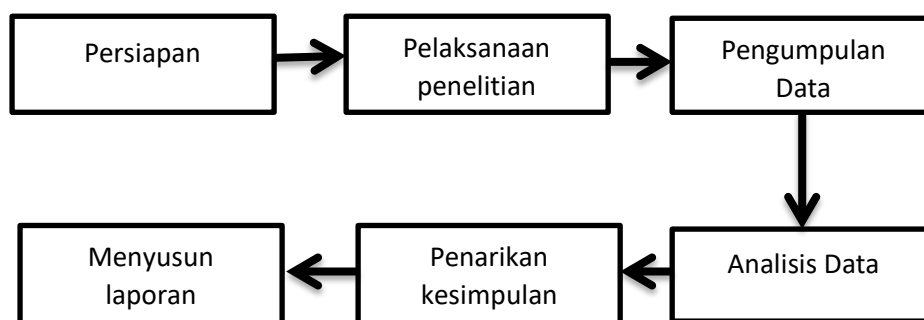 Persiapan
Pelaksanaan
penelitian
Pengumpulan
Data
Analisis Data
Penarikan
kesimpulan
Menyusun
laporan